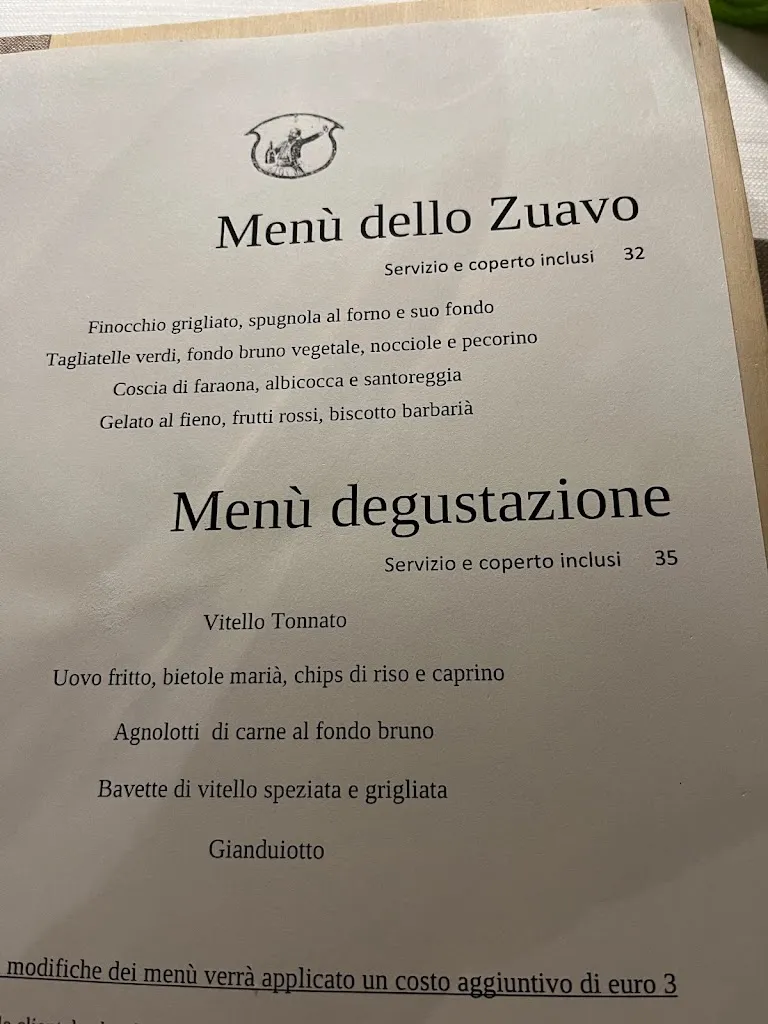 Menù dello Zuavo
Servizio e coperto inclusi 32
Finocchio grigliato, spugnola al forno e suo fondo
Tagliatelle verdi, fondo bruno vegetale, nocciole e pecorino
Coscia di faraona, albicocca e santoreggia
Gelato al fieno, frutti rossi, biscotto barbarià
Menù degustazione
Servizio e coperto inclusi 35
Vitello Tonnato
Uovo fritto, bietole marià, chips di riso e caprino
Agnolotti di carne al fondo bruno
Bavette di vitello speziata e grigliata
Gianduiotto
modifiche dei menù verrà applicato un costo aggiuntivo di euro 3